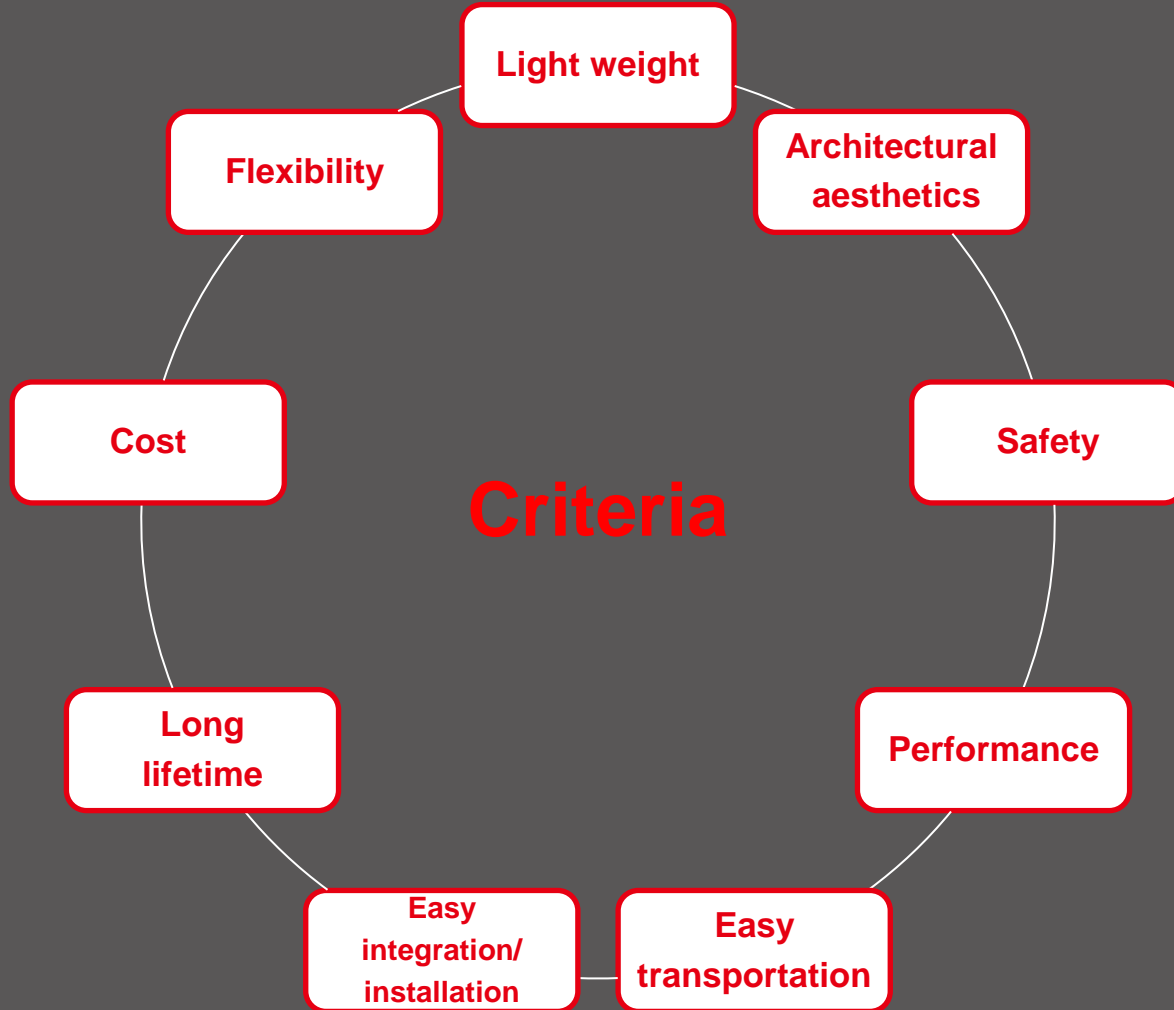 Light weight
Architectural
aesthetics
Flexibility
Cost
Safety
Criteria
Long
lifetime
Performance
Easy
integration/
installation
Easy
transportation